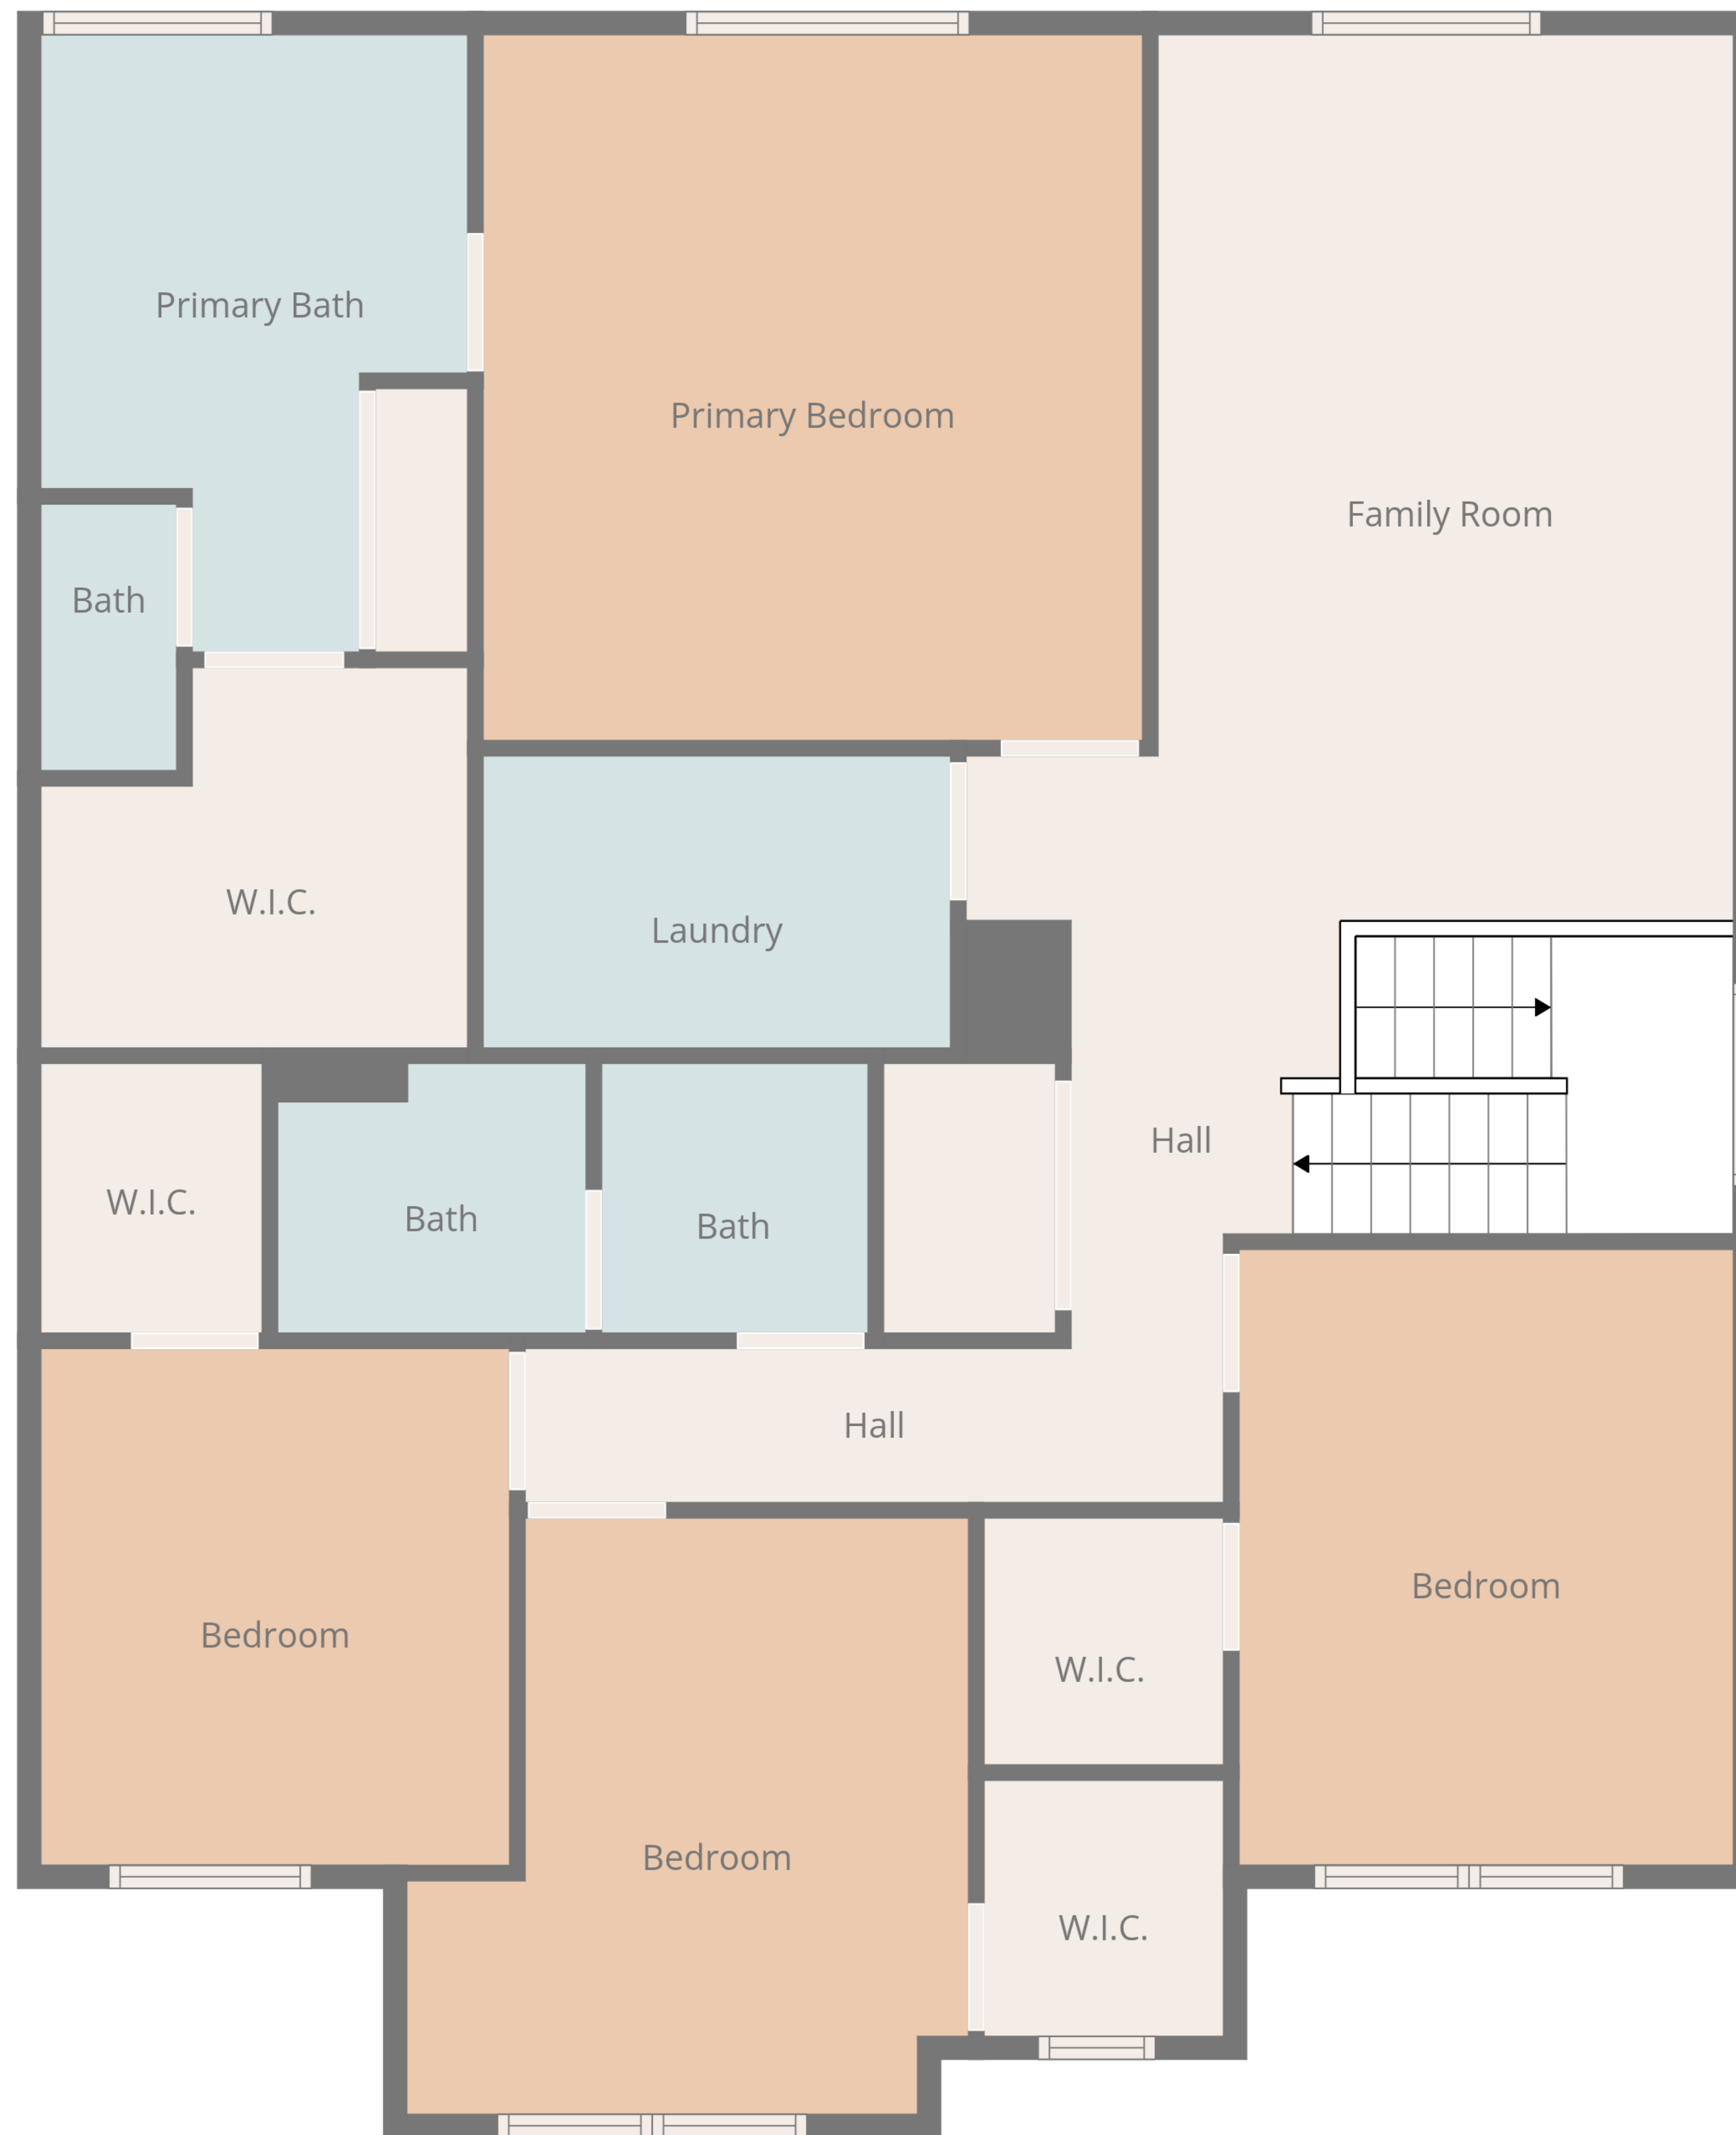 Primary Bath
Primary Bedroom
Family Room
Bath
W.I.C.
Laundry
Hall
W.I.C.
Bath
Bath
Hall
Bedroom
Bedroom
W.I.C.
Bedroom
W.I.C.